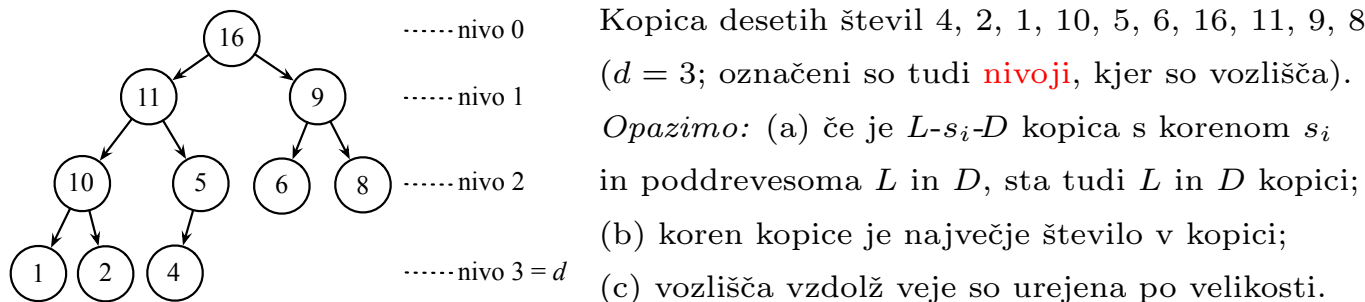 16
nivo 0
11
9
nivo 1
10
5
6
8
nivo 2
1
2
4
nivo 3 = d
Kopica desetih števil 4, 2, 1, 10, 5, 6, 16, 11, 9, 8
(d = 3; označeni so tudi nivoji, kjer so vozlišča).
Opazimo: (a) če je L-s_i-D kopica s korenom s_i
in poddrevesoma L in D, sta tudi L in D kopici;
(b) koren kopice je največje število v kopici;
(c) vozlišča vzdolž veje so urejena po velikosti.